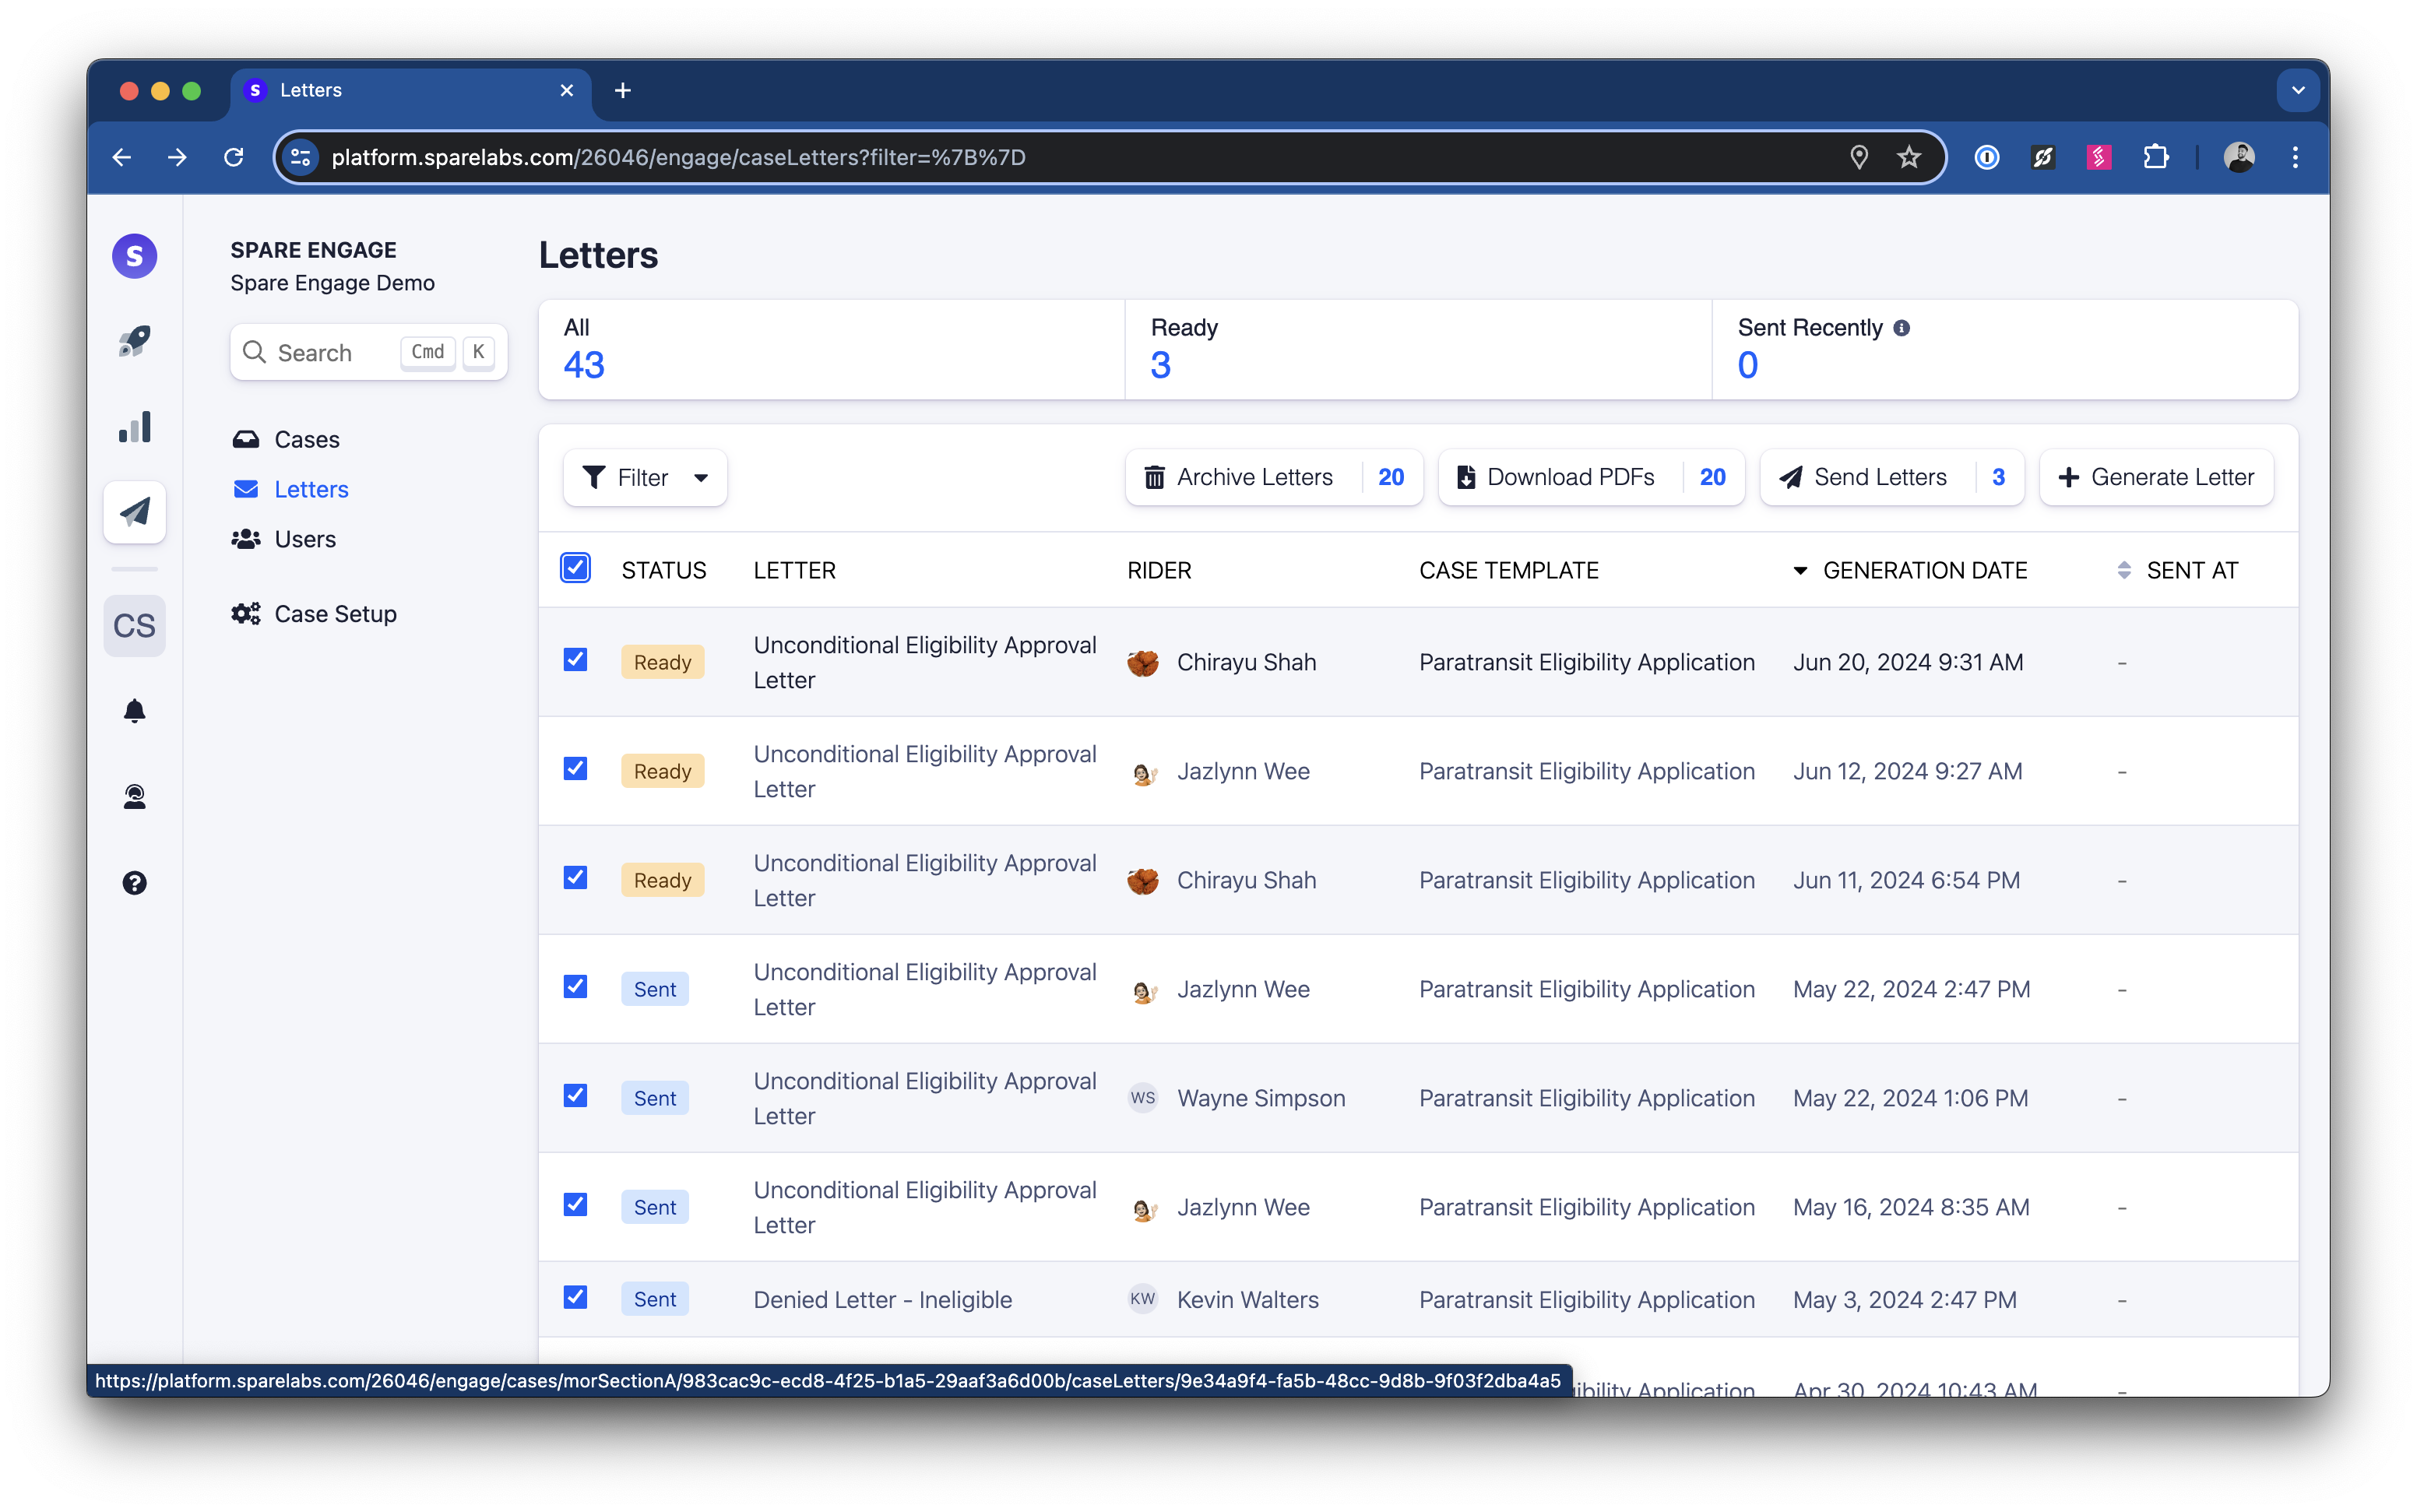 Letters
platform.sparelabs.com/26046/engage/caseLetters?filter=%7B%7D
SPARE ENGAGE
Spare Engage Demo
Search Cmd K
Cases
Letters
Users
Case Setup
CS
Letters
All
43
Ready
3
Sent Recently
0
Filter
Archive Letters 20
Download PDFs 20
Send Letters 3
Generate Letter
STATUS LETTER RIDER CASE TEMPLATE GENERATION DATE SENT AT
Ready Unconditional Eligibility Approval Chirayu Shah Paratransit Eligibility Application Jun 20, 2024 9:31 AM -
Letter
Ready Unconditional Eligibility Approval Jazlynn Wee Paratransit Eligibility Application Jun 12, 2024 9:27 AM -
Letter
Ready Unconditional Eligibility Approval Chirayu Shah Paratransit Eligibility Application Jun 11, 2024 6:54 PM -
Letter
Sent Unconditional Eligibility Approval Jazlynn Wee Paratransit Eligibility Application May 22, 2024 2:47 PM -
Letter
Sent Unconditional Eligibility Approval WS Wayne Simpson Paratransit Eligibility Application May 22, 2024 1:06 PM -
Letter
Sent Unconditional Eligibility Approval Jazlynn Wee Paratransit Eligibility Application May 16, 2024 8:35 AM -
Letter
Sent Denied Letter - Ineligible KW Kevin Walters Paratransit Eligibility Application May 3, 2024 2:47 PM -
Application Apr 30, 2024 10:43 AM -
https://platform.sparelabs.com/26046/engage/cases/morSectionA/983cac9c-ecd8-4f25-b1a5-29aaf3a6d00b/caseLetters/9e34a9f4-fa5b-48cc-9d8b-9f03f2dba4a5